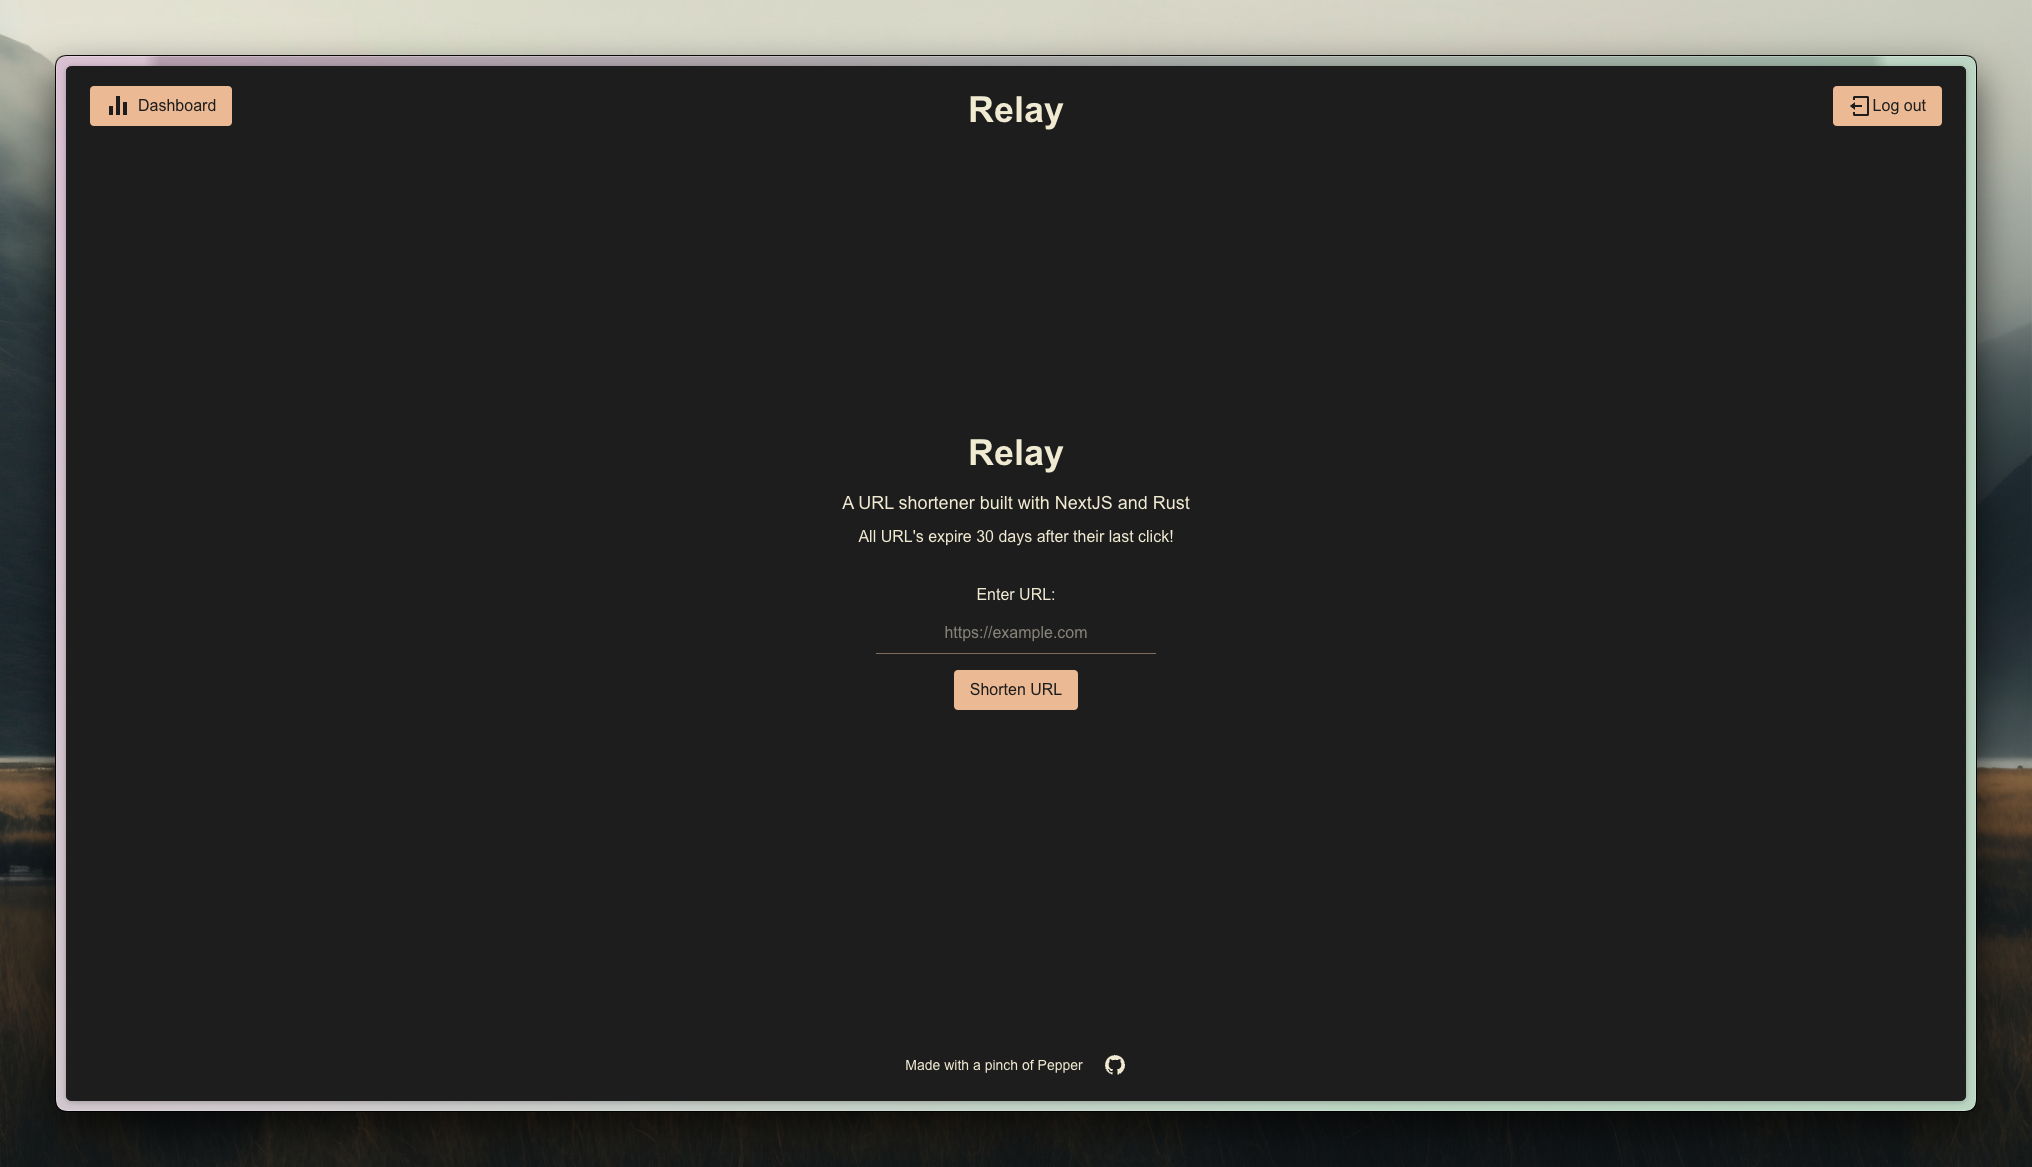 Dashboard
Relay
Log out
Relay
A URL shortener built with NextJS and Rust
All URL's expire 30 days after their last click!
Enter URL:
https://example.com
Shorten URL
Made with a pinch of Pepper